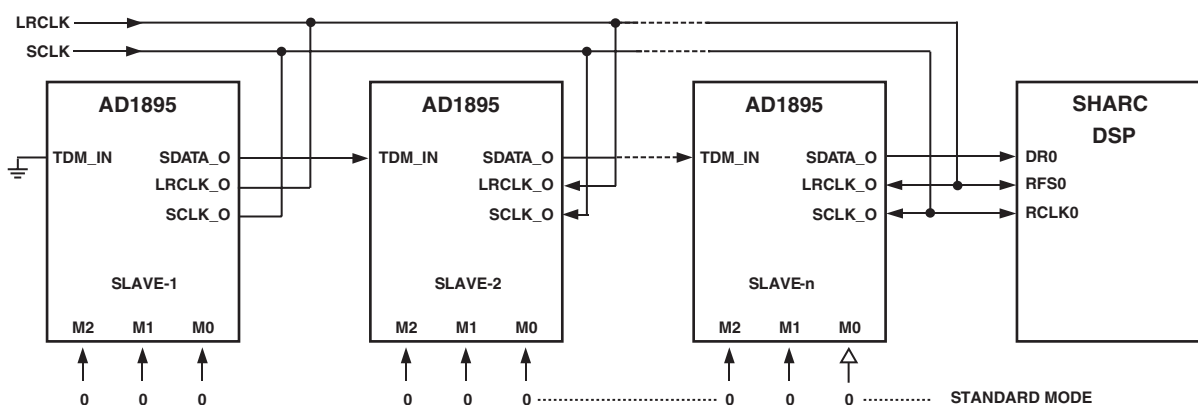 LRCLK
SCLK
AD1895 AD1895 AD1895 SHARC
DSP
TDM_IN SDATA_O TDM_IN SDATA_O TDM_IN SDATA_O DR0
LRCLK_O LRCLK_O LRCLK_O RFS0
SCLK_O SCLK_O SCLK_O RCLK0
SLAVE-1 SLAVE-2 SLAVE-n
M2 M1 M0 M2 M1 M0 M2 M1 M0
0 0 0 0 0 0 0 0 0 STANDARD MODE